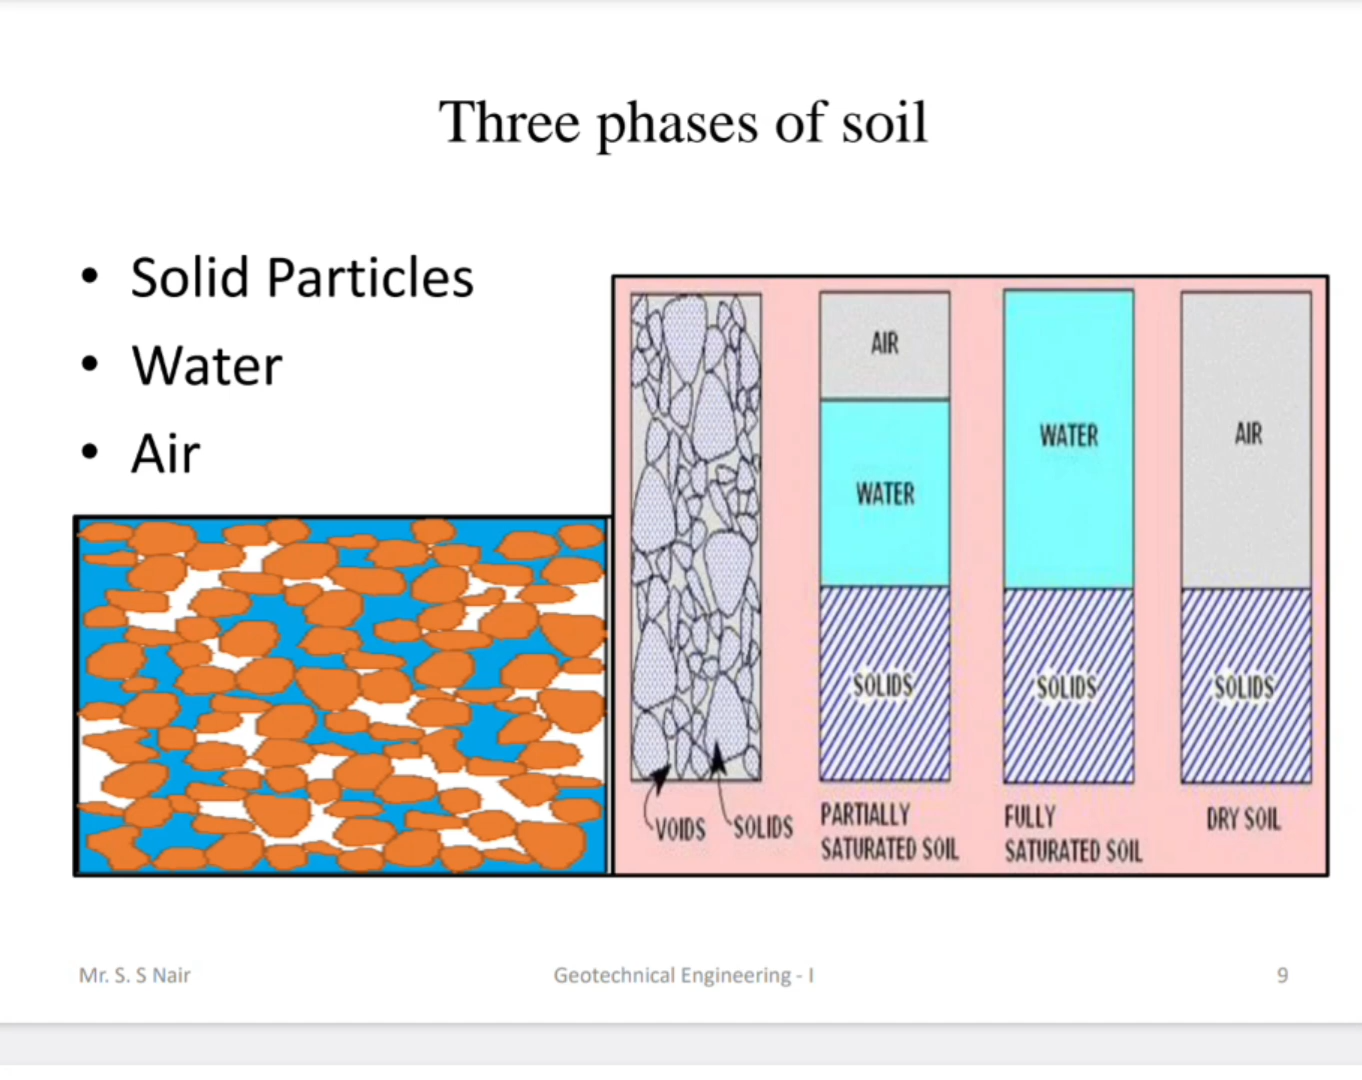 Three phases of soil
• Solid Particles
• Water
• Air
AIR
WATER
SOLIDS
WATER
SOLIDS
AIR
SOLIDS
VOIDS
SOLIDS
PARTIALLY
SATURATED SOIL
FULLY
SATURATED SOIL
DRY SOIL
Mr. S. S Nair
Geotechnical Engineering - I
9